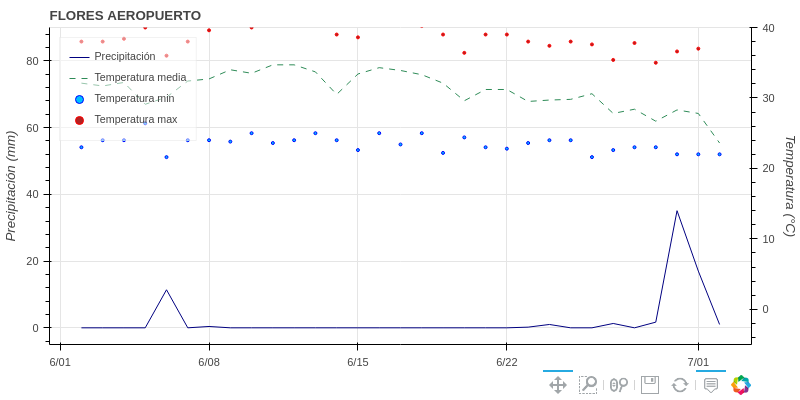 FLORES AEROPUERTO
Precipitación
Temperatura media
Temperatura min
Temperatura max
Precipitación (mm)
80
60
40
20
0
Temperatura (°C)
40
30
20
10
0
6/01
6/08
6/15
6/22
7/01